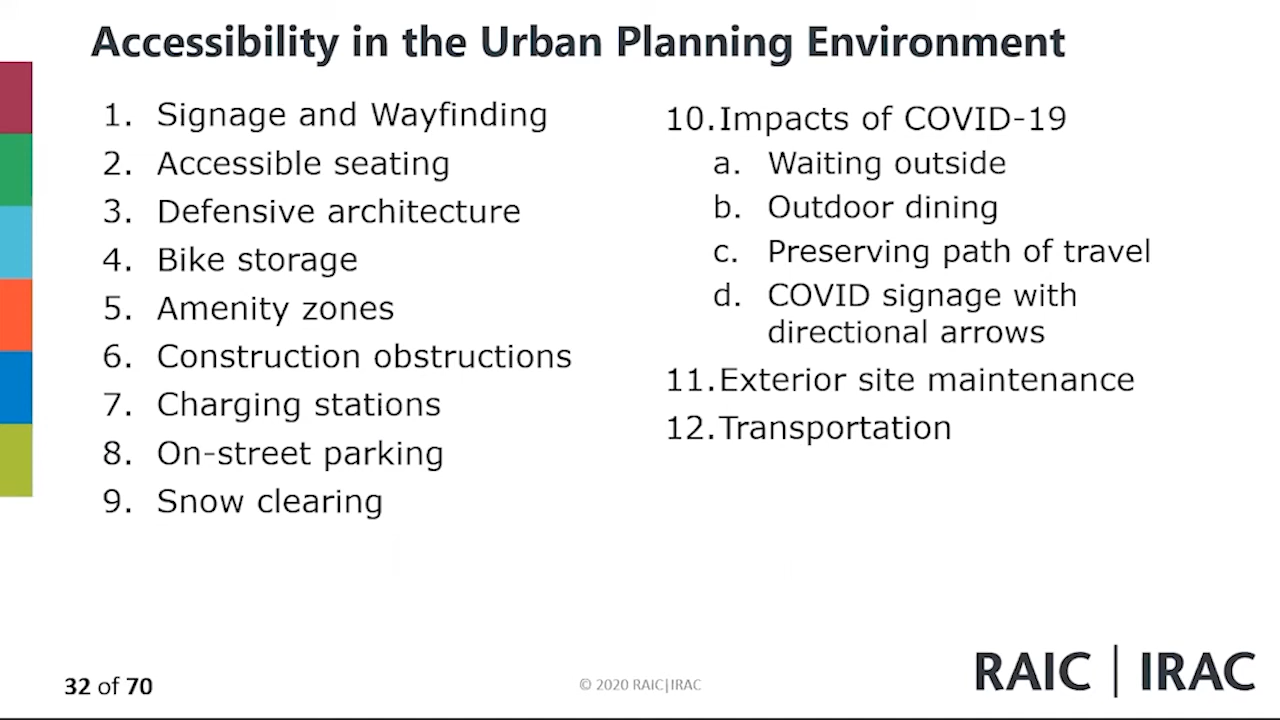 Accessibility in the Urban Planning Environment
1. Signage and Wayfinding
2. Accessible seating
3. Defensive architecture
4. Bike storage
5. Amenity zones
6. Construction obstructions
7. Charging stations
8. On-street parking
9. Snow clearing
10.Impacts of COVID-19
a. Waiting outside
b. Outdoor dining
c. Preserving path of travel
d. COVID signage with
directional arrows
11.Exterior site maintenance
12.Transportation
32 of 70
© 2020 RAIC|IRAC
RAIC | IRAC